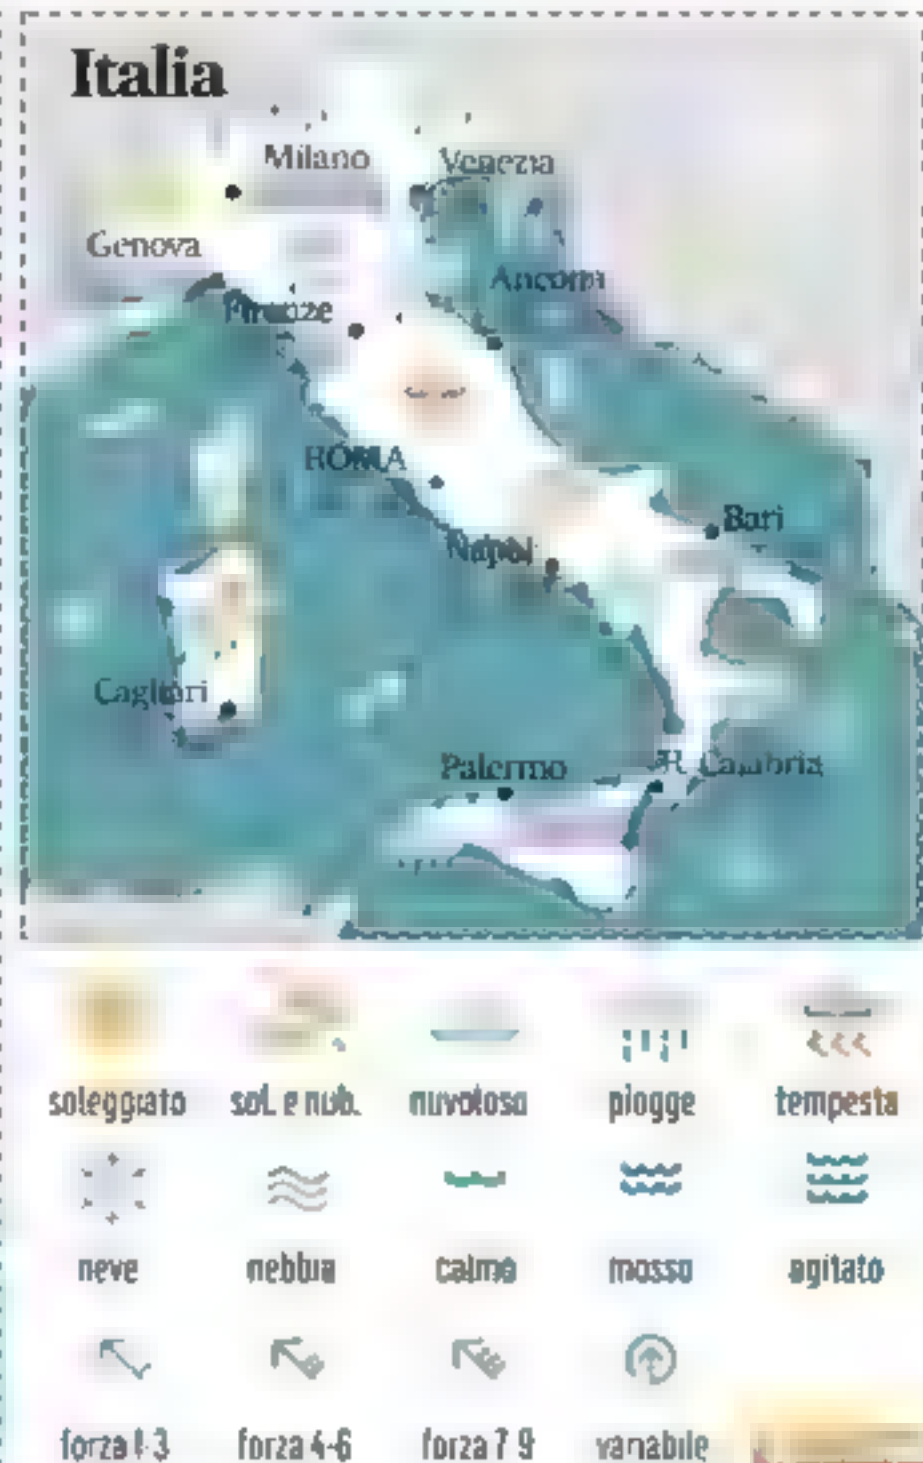 Italia
Milano
Venezia
Genova
Ancona
Firenze
ROMA
Bari
Napoli
Cagliari
Palermo
R. Calabria
soleggiato sol. e nub. nuvoloso piogge tempesta
neve nebbia calmo mosso agitato
forza 1-3 forza 4-6 forza 7-9 variabile